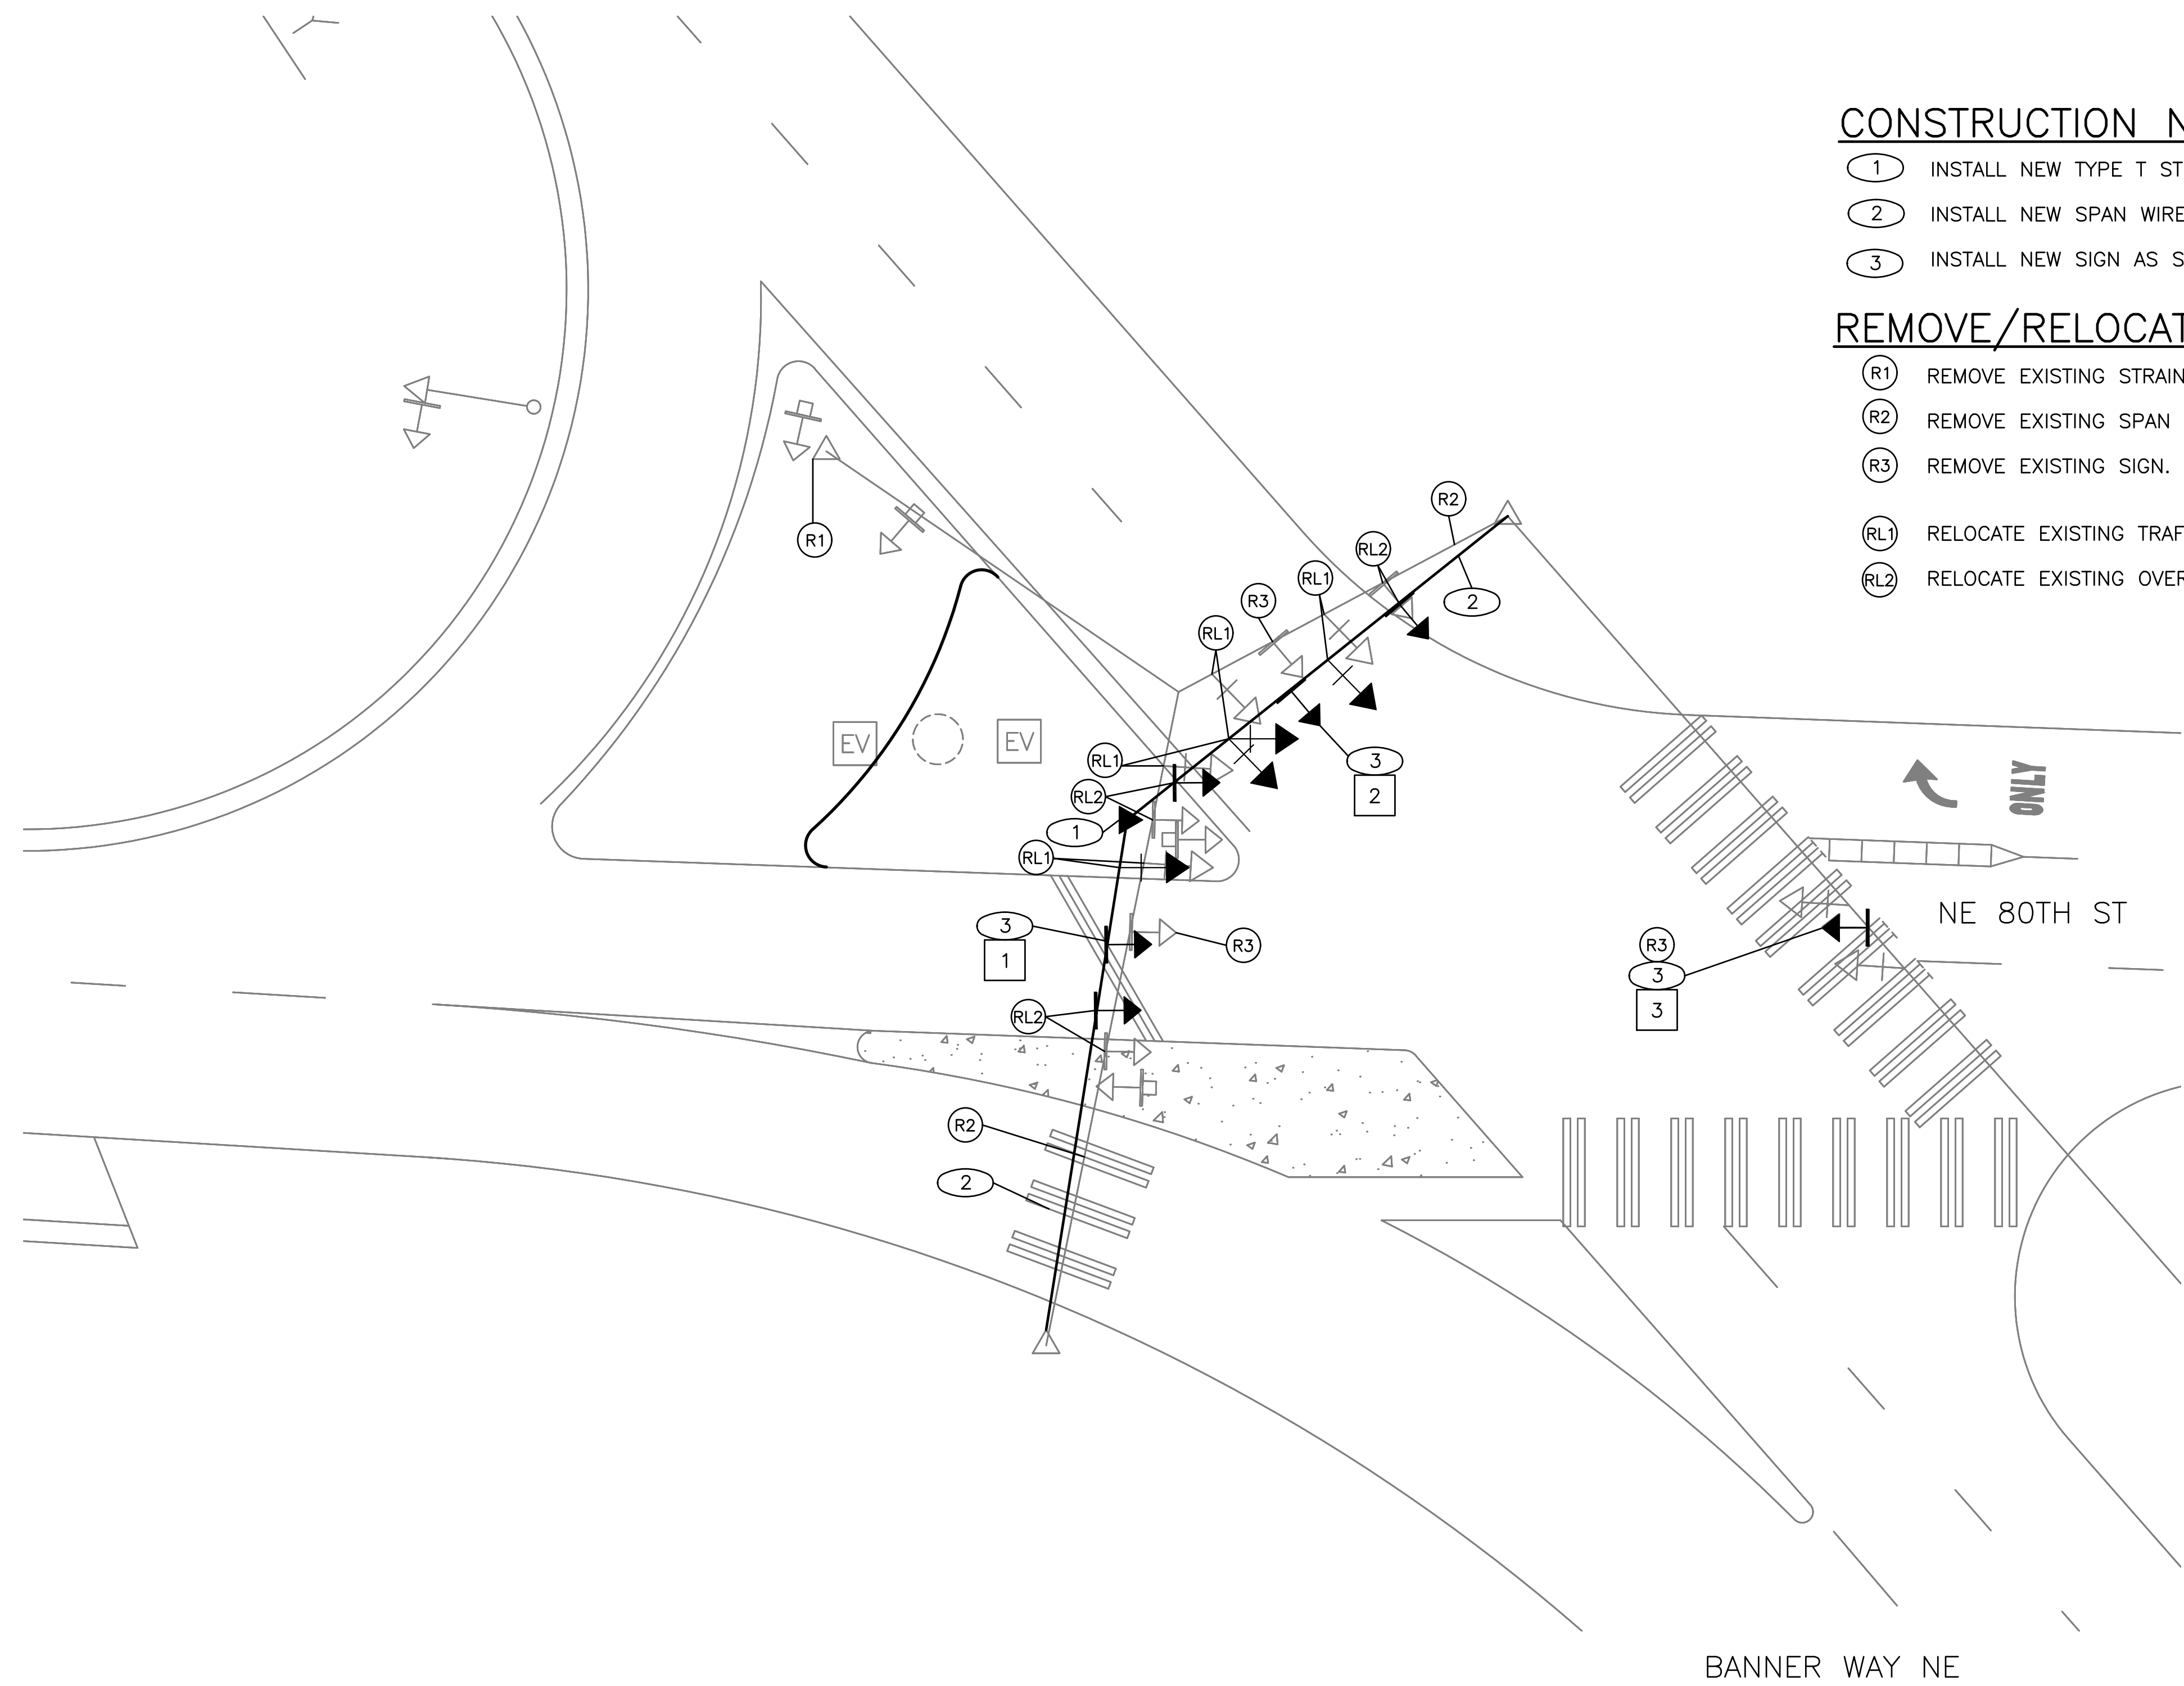 CONSTRUCTION N
1 INSTALL NEW TYPE T ST
2 INSTALL NEW SPAN WIRE
3 INSTALL NEW SIGN AS S
REMOVE/RELOCAT
R1 REMOVE EXISTING STRAIN
R2 REMOVE EXISTING SPAN
R3 REMOVE EXISTING SIGN.
RL1 RELOCATE EXISTING TRAF
RL2 RELOCATE EXISTING OVER
R1
R2
RL2
2
RL1
R3
RL1
EV
EV
RL1
3
2
RL2
1
RL1
ONLY
NE 80TH ST
3
1
R3
R3
3
3
RL2
R2
2
BANNER WAY NE